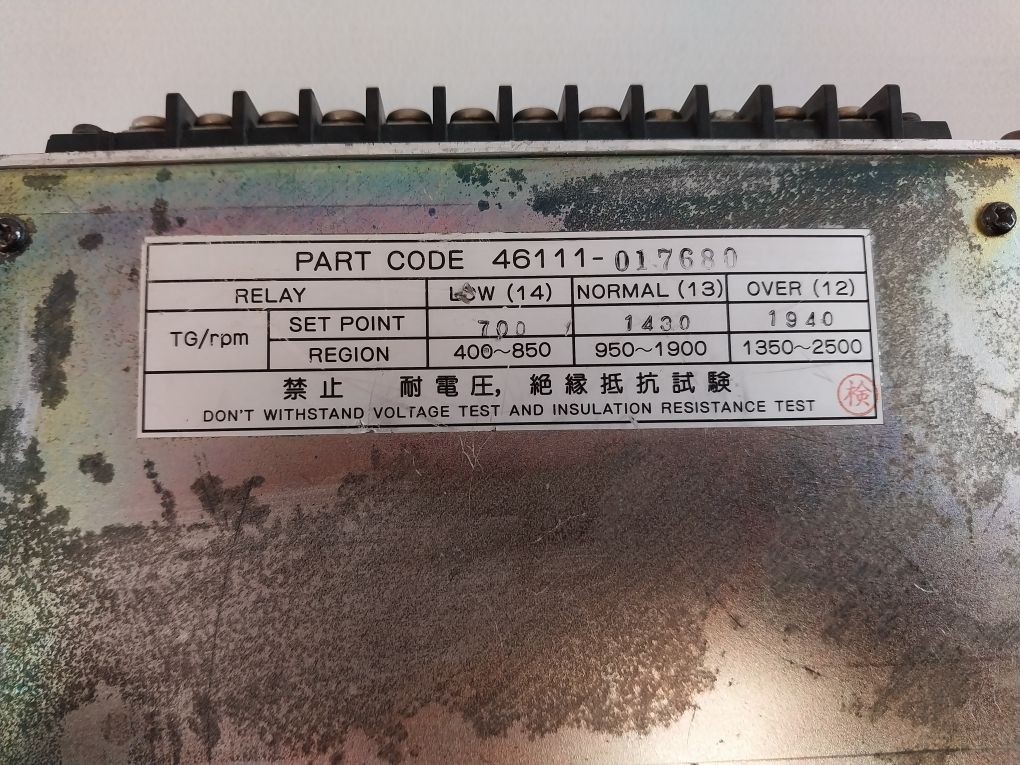 PART CODE 46111-017680
RELAY LOW (14) NORMAL (13) OVER (12)
TG/rpm SET POINT 700 1430 1940
REGION 400~850 950~1900 1350~2500
禁止 耐電圧, 絶縁抵抗試験
検
DON'T WITHSTAND VOLTAGE TEST AND INSULATION RESISTANCE TEST